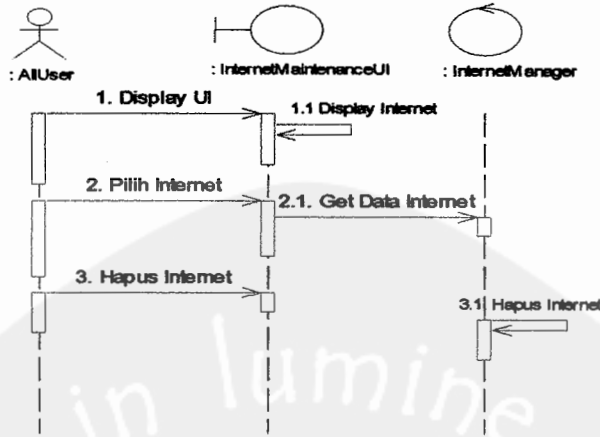 : AllUser
: InternetMaintenanceUI
: InternetManager
1. Display UI
1.1 Display Internet
2. Pilih Internet
2.1. Get Data Internet
3. Hapus Internet
3.1 Hapus Internet
in lumine